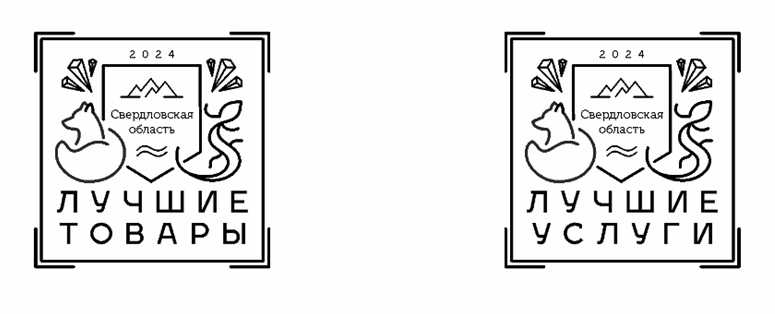 2024
Свердловская
область
ЛУЧШИЕ
ТОВАРЫ
2024
Свердловская
область
ЛУЧШИЕ
УСЛУГИ